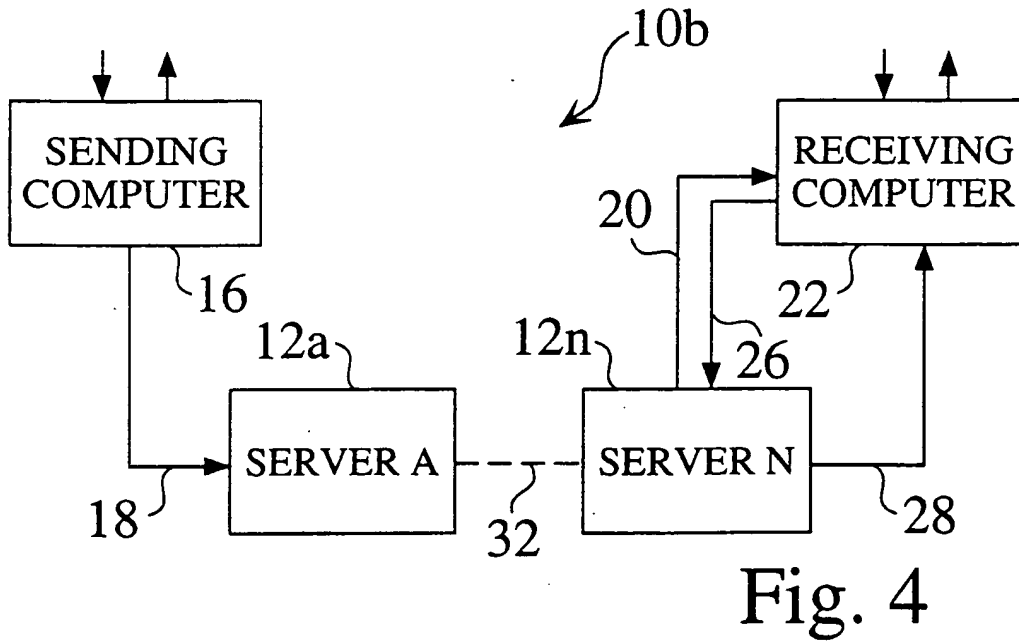 10b
SENDING
COMPUTER
RECEIVING
COMPUTER
20
16
22
12a
12n
26
SERVER A
SERVER N
18
32
28
Fig. 4